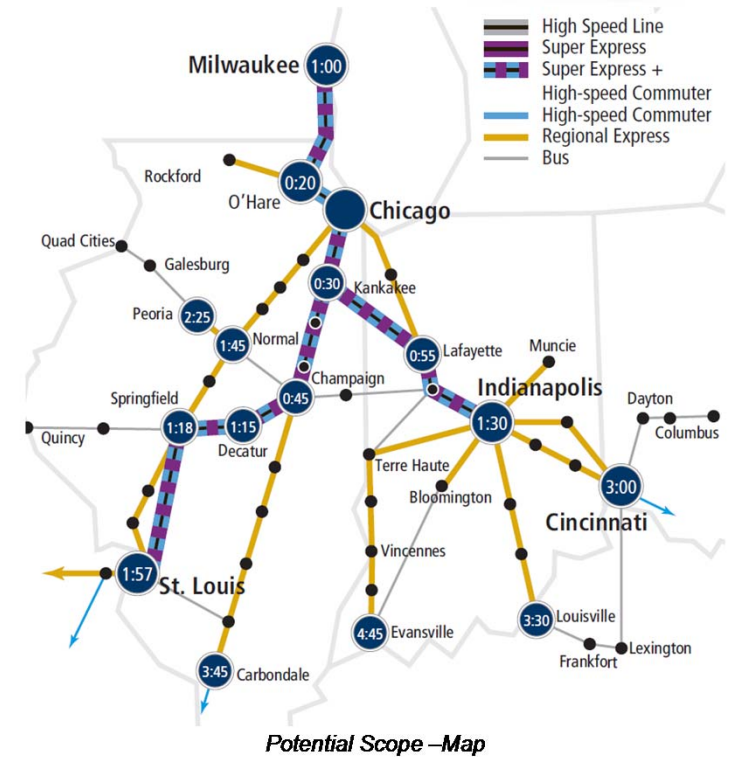 High Speed Line
Super Express
Super Express +
High-speed Commuter
High-speed Commuter
Regional Express
Bus
Milwaukee
1:00
Rockford
0:20
O'Hare
Chicago
Quad Cities
Galesburg
0:30
Kankakee
Peoria
2:25
1:45
Normal
0:55
Lafayette
Muncie
Champaign
0:45
Indianapolis
1:30
Springfield
1:18
1:15
Decatur
Quincy
Dayton
Columbus
Terre Haute
Bloomington
3:00
Cincinnati
Vincennes
1:57
St. Louis
4:45
Evansville
3:30
Louisville
Frankfort
Lexington
3:45
Carbondale
Potential Scope –Map